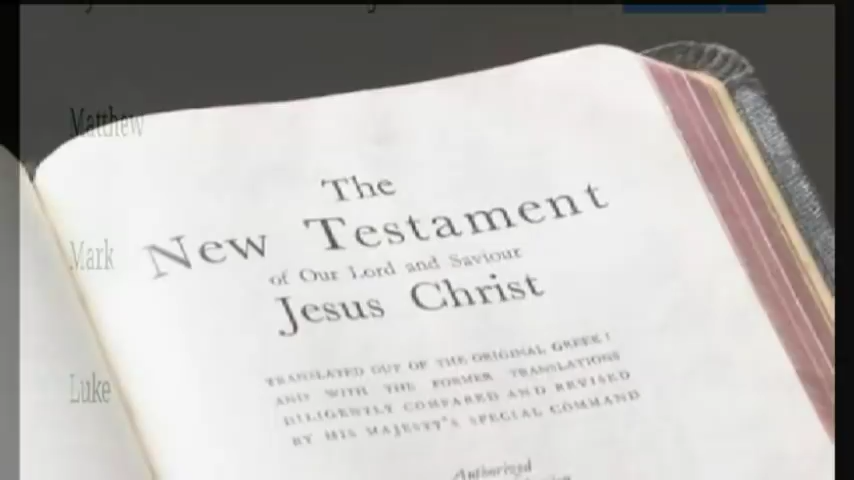 Matthew
Mark
Luke
The
New Testament
of Our Lord and Saviour
Jesus Christ
TRANSLATED OUT OF THE ORIGINAL GREEK:
AND WITH THE FORMER TRANSLATIONS
DILIGENTLY COMPARED AND REVISED
BY HIS MAJESTY'S SPECIAL COMMAND
Authorized